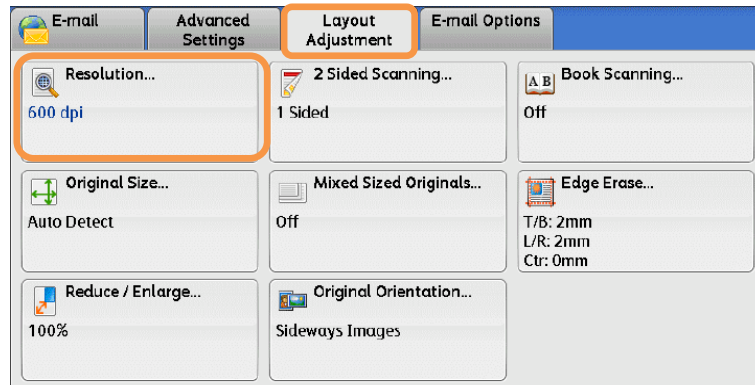 E-mail
Advanced
Settings
Layout
Adjustment
E-mail Options
Resolution...
600 dpi
2 Sided Scanning...
1 Sided
A B
Book Scanning...
Off
Original Size...
Auto Detect
Mixed Sized Originals...
Off
Edge Erase...
T/B: 2mm
L/R: 2mm
Ctr: 0mm
Reduce / Enlarge...
100%
Original Orientation...
Sideways Images